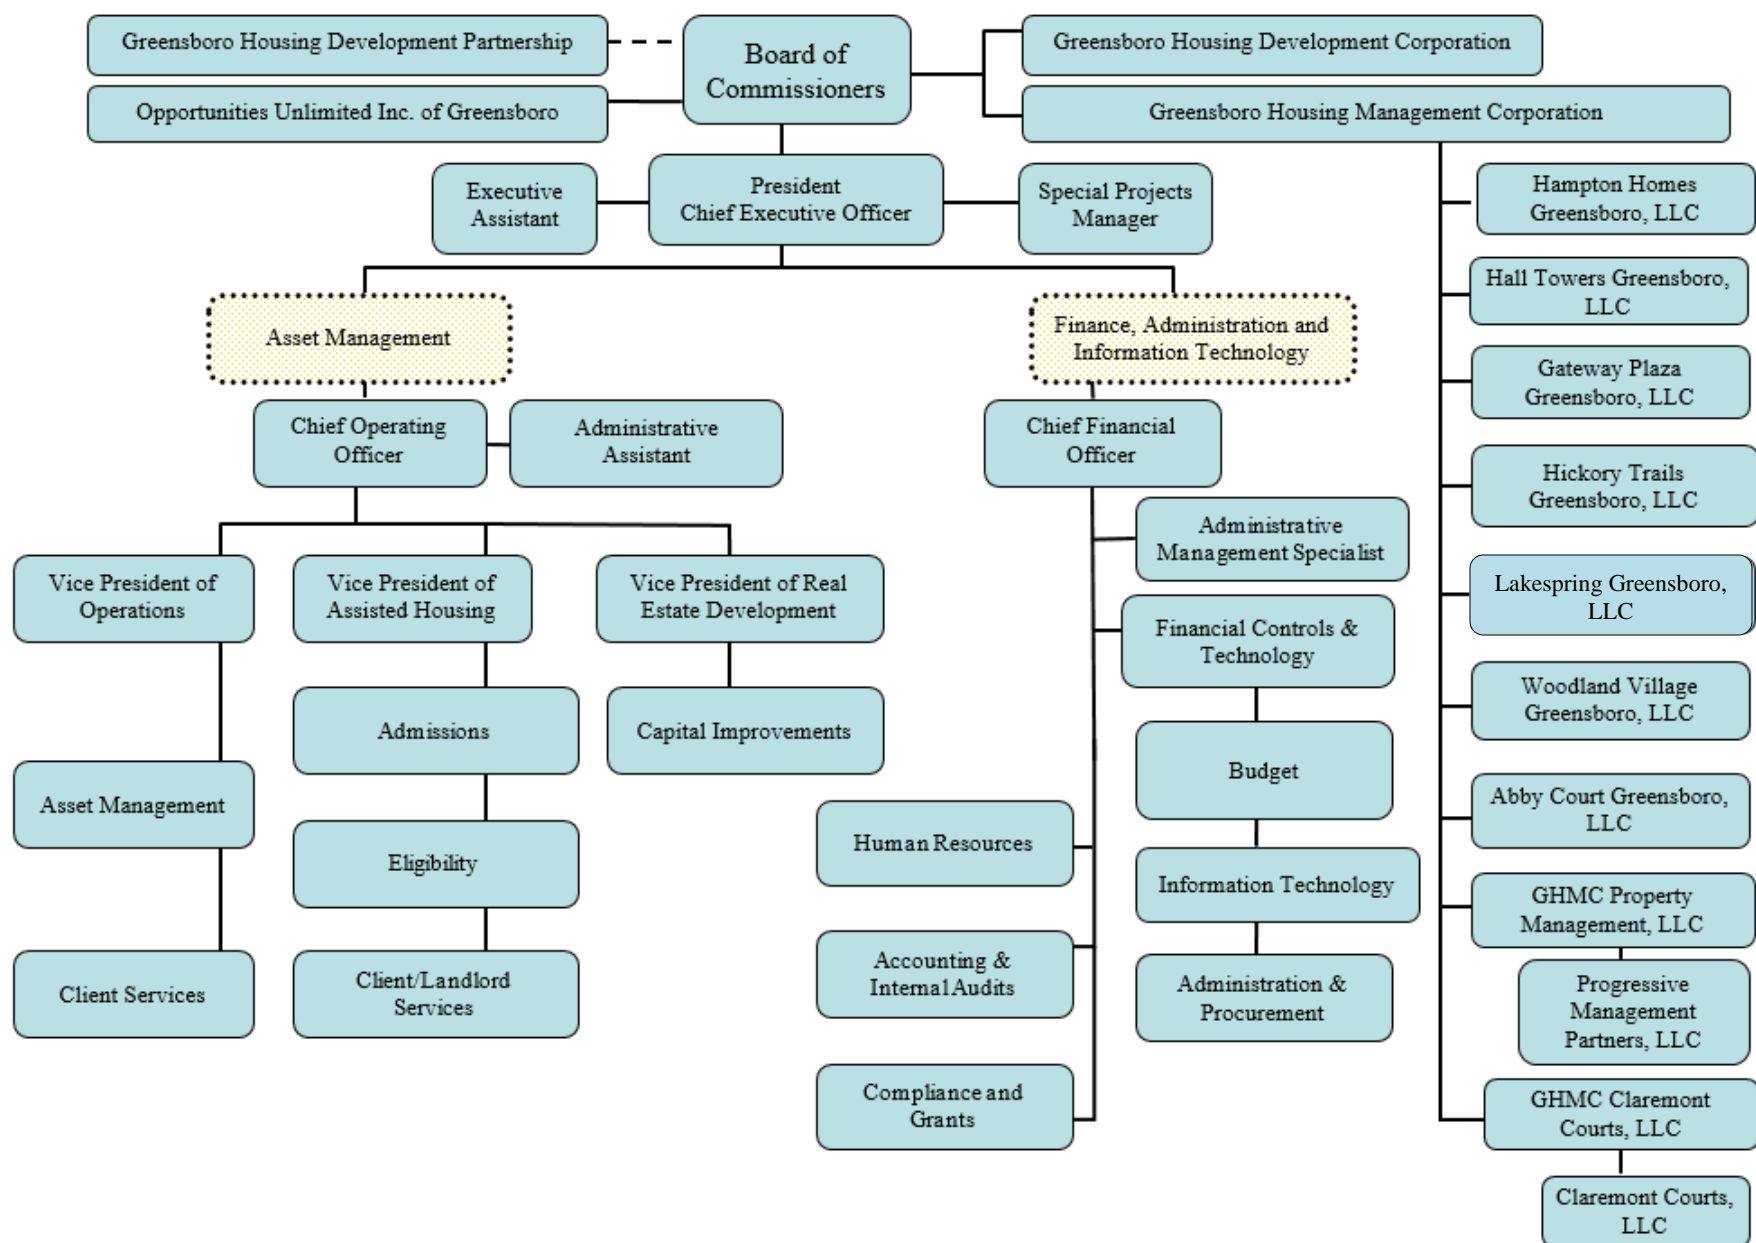 Greensboro Housing Development Partnership
Board of
Commissioners
Greensboro Housing Development Corporation
Opportunities Unlimited Inc. of Greensboro
Greensboro Housing Management Corporation
Executive
Assistant
President
Chief Executive Officer
Special Projects
Manager
Hampton Homes
Greensboro, LLC
Hall Towers Greensboro,
LLC
Asset Management
Finance, Administration and
Information Technology
Gateway Plaza
Greensboro, LLC
Chief Operating
Officer
Administrative
Assistant
Chief Financial
Officer
Hickory Trails
Greensboro, LLC
Administrative
Management Specialist
Vice President of
Operations
Vice President of
Assisted Housing
Vice President of Real
Estate Development
Lakespring Greensboro,
LLC
Financial Controls &
Technology
Woodland Village
Greensboro, LLC
Admissions
Capital Improvements
Budget
Asset Management
Abby Court Greensboro,
LLC
Human Resources
Eligibility
Information Technology
GHMC Property
Management, LLC
Accounting &
Internal Audits
Client Services
Client/Landlord
Services
Administration &
Procurement
Progressive
Management
Partners, LLC
Compliance and
Grants
GHMC Claremont
Courts, LLC
Claremont Courts,
LLC